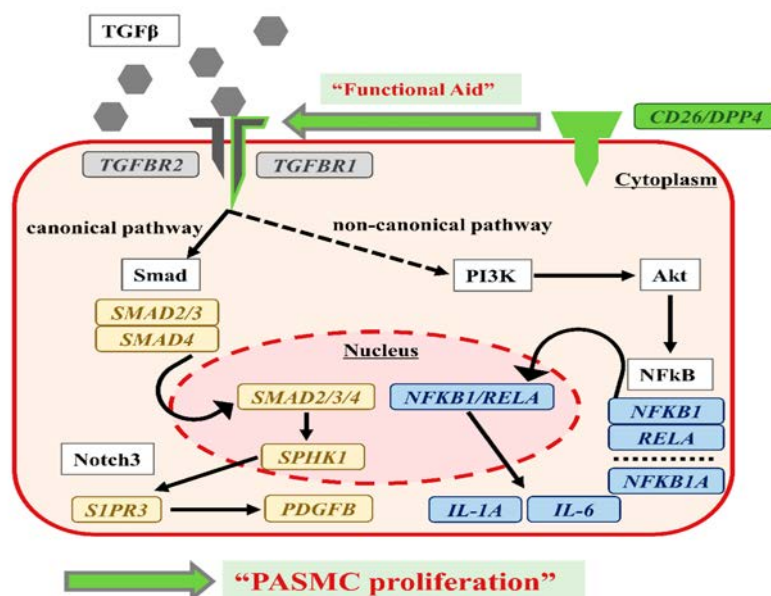 TGFβ
“Functional Aid”
CD26/DPP4
TGFBR2
TGFBR1
Cytoplasm
canonical pathway
non-canonical pathway
Smad
PI3K
Akt
SMAD2/3
SMAD4
Nucleus
NFkB
SMAD2/3/4
NFKB1/RELA
NFKB1
RELA
Notch3
SPHK1
NFKB1A
S1PR3
PDGFB
IL-1A
IL-6
“PASMC proliferation”